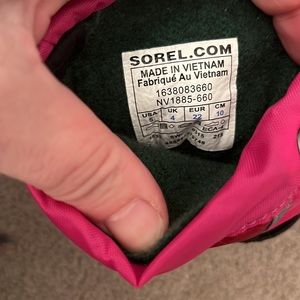 SOREL.COM
MADE IN VIETNAM
Fabriqué Au Vietnam
1638083660
NV1885-660
USA UK EUR CM
4 22 10